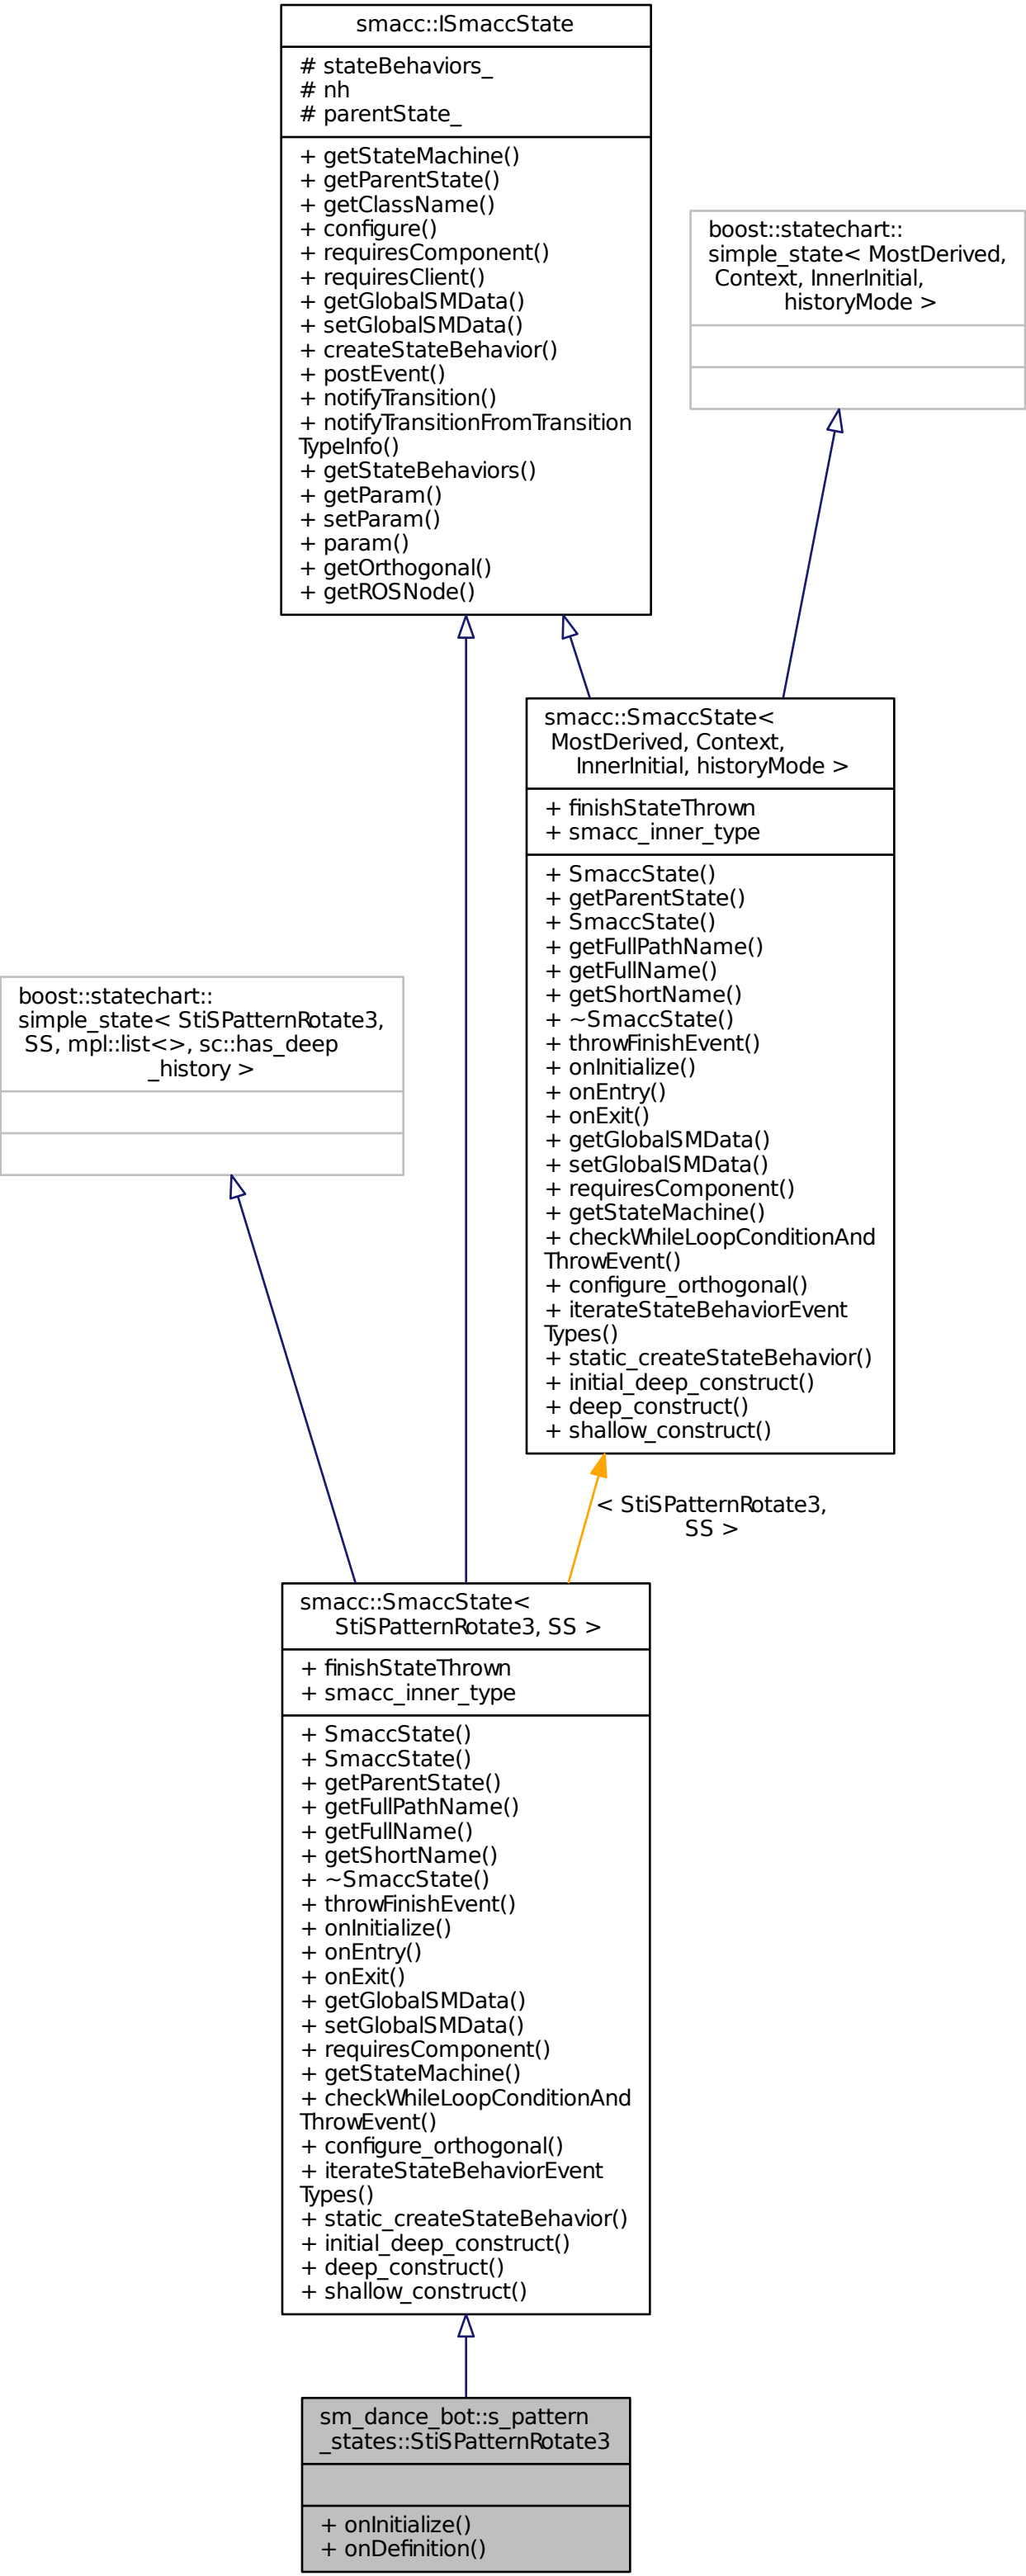 smacc::ISmaccState
# stateBehaviors_
# nh
# parentState_
+ getStateMachine()
+ getParentState()
+ getClassName()
+ configure()
+ requiresComponent()
+ requiresClient()
+ getGlobalSMData()
+ setGlobalSMData()
+ createStateBehavior()
+ postEvent()
+ notifyTransition()
+ notifyTransitionFromTransition
TypeInfo()
+ getStateBehaviors()
+ getParam()
+ setParam()
+ param()
+ getOrthogonal()
+ getROSNode()
boost::statechart::
simple_state< MostDerived,
Context, InnerInitial,
historyMode >
smacc::SmaccState<
MostDerived, Context,
InnerInitial, historyMode >
+ finishStateThrown
+ smacc_inner_type
+ SmaccState()
+ getParentState()
+ SmaccState()
+ getFullPathName()
+ getFullName()
+ getShortName()
+ ~SmaccState()
+ throwFinishEvent()
+ onInitialize()
+ onEntry()
+ onExit()
+ getGlobalSMData()
+ setGlobalSMData()
+ requiresComponent()
+ getStateMachine()
+ checkWhileLoopConditionAnd
ThrowEvent()
+ configure_orthogonal()
+ iterateStateBehaviorEvent
Types()
+ static_createStateBehavior()
+ initial_deep_construct()
+ deep_construct()
+ shallow_construct()
boost::statechart::
simple_state< StiSPatternRotate3,
SS, mpl::list<>, sc::has_deep
_history >
< StiSPatternRotate3,
SS >
smacc::SmaccState<
StiSPatternRotate3, SS >
+ finishStateThrown
+ smacc_inner_type
+ SmaccState()
+ SmaccState()
+ getParentState()
+ getFullPathName()
+ getFullName()
+ getShortName()
+ ~SmaccState()
+ throwFinishEvent()
+ onInitialize()
+ onEntry()
+ onExit()
+ getGlobalSMData()
+ setGlobalSMData()
+ requiresComponent()
+ getStateMachine()
+ checkWhileLoopConditionAnd
ThrowEvent()
+ configure_orthogonal()
+ iterateStateBehaviorEvent
Types()
+ static_createStateBehavior()
+ initial_deep_construct()
+ deep_construct()
+ shallow_construct()
sm_dance_bot::s_pattern
_states::StiSPatternRotate3
+ onInitialize()
+ onDefinition()